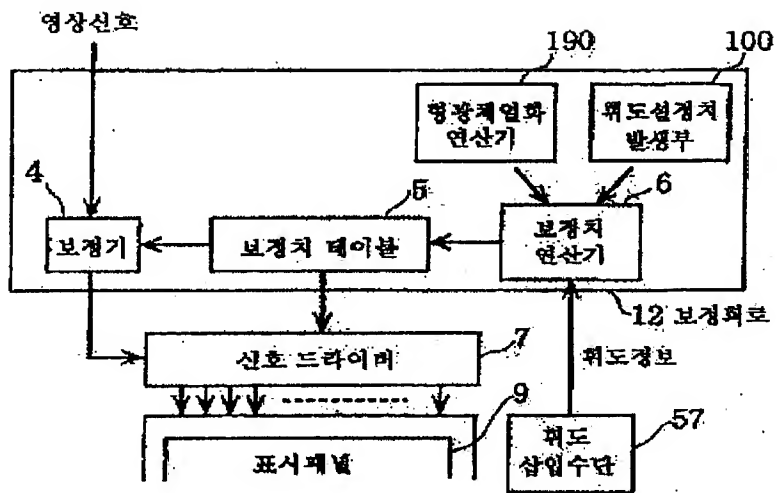 영상신호
190
100
형광체열화
연산기
휘도설정치
발생부
4
5
6
보정기
보정치 테이블
보정치
연산기
12 보정회로
7
신호 드라이버
휘도정보
9
57
표시패널
휘도
삽입수단